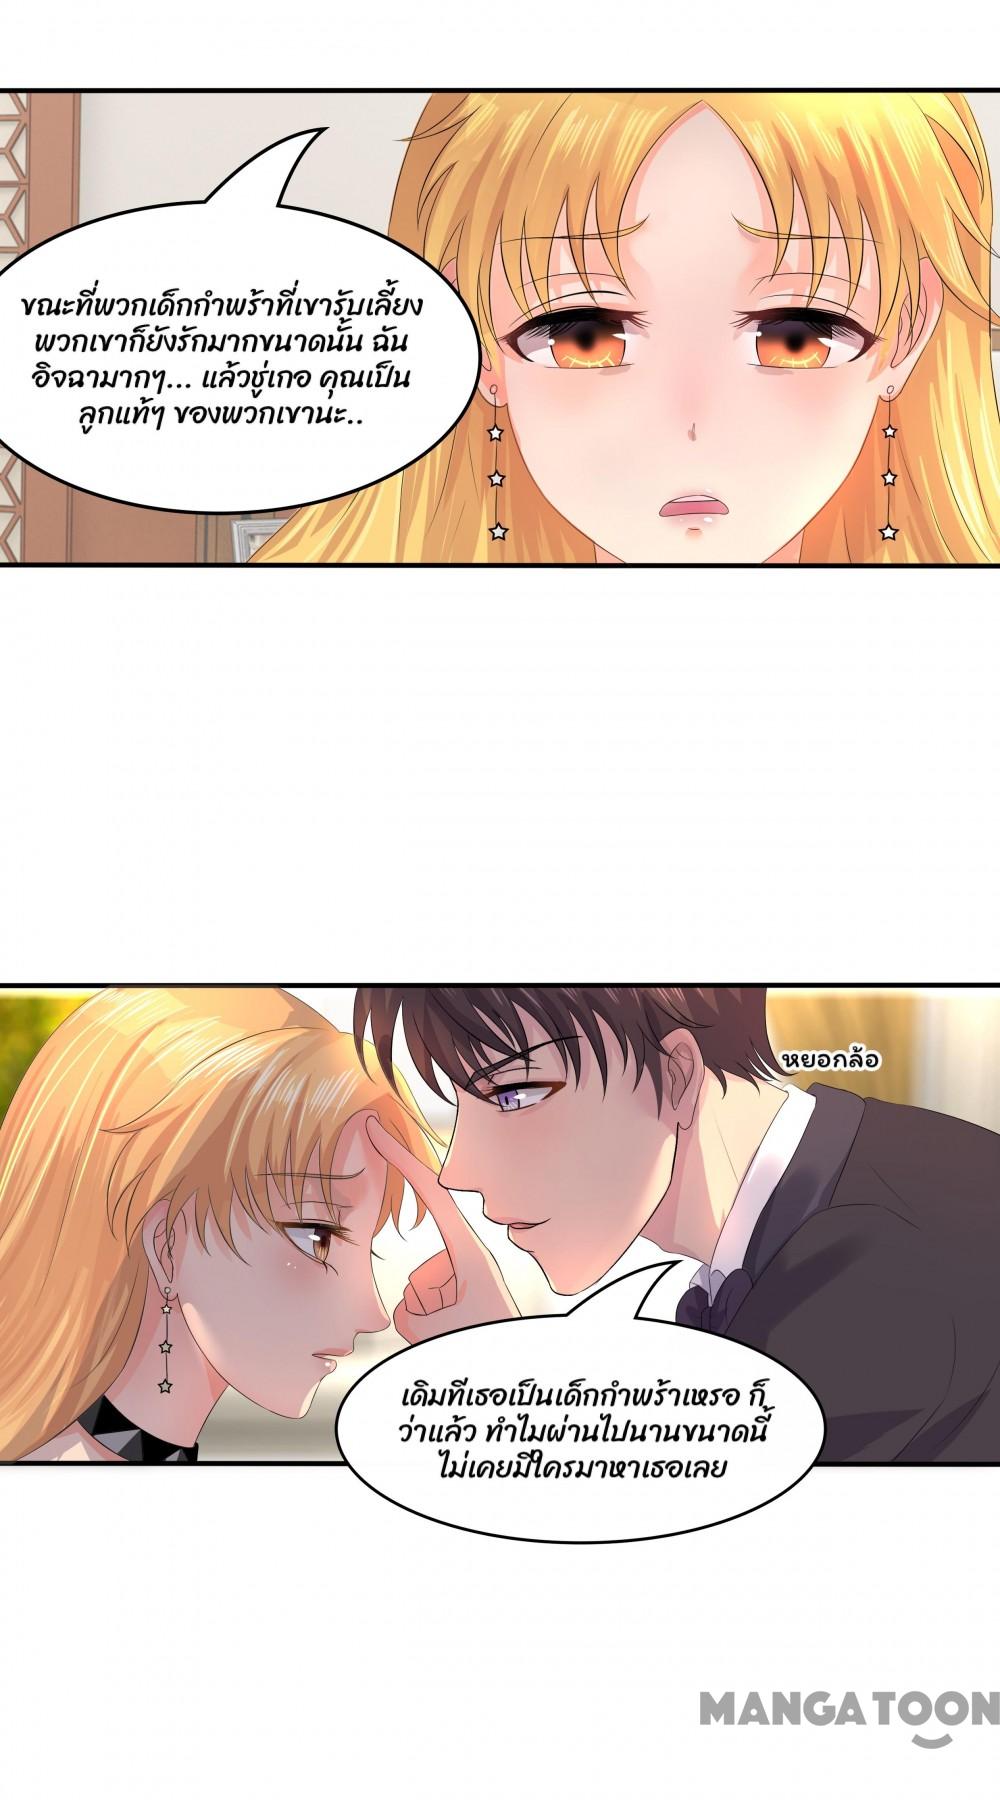 ขณะที่พวกเด็กกำพร้าที่เขารับเลี้ยง
พวกเขาก็ยังรักมากขนาดนั้น ฉัน
อิจฉามากๆ... แล้วชู่เกอ คุณเป็น
ลูกแท้ๆ ของพวกเขานะ..
หยอกล้อ
เดิมทีเธอเป็นเด็กกำพร้าเหรอ ก็
ว่าแล้ว ทำไมผ่านไปนานขนาดนี้
ไม่เคยมีใครมาหาเธอเลย
MANGATOON